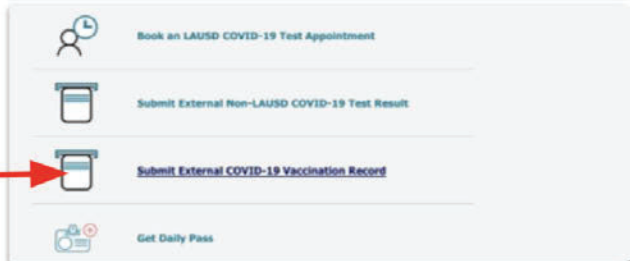 Book an LAUSD COVID-19 Test Appointment
Submit External Non-LAUSD COVID-19 Test Result
Submit External COVID-19 Vaccination Record
Get Daily Pass